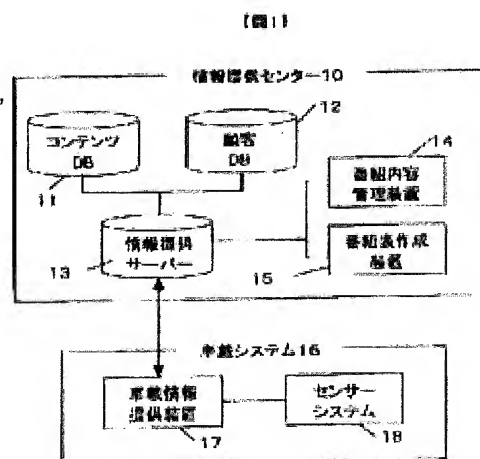 【図1】
情報提供センター10
12
コンテンツ
DB
顧客
DB
14
11
番組内容
管理装置
情報提供
サーバー
番組表作成
装置
13
15
車載システム16
車載情報
提供装置
センサー
システム
17
18